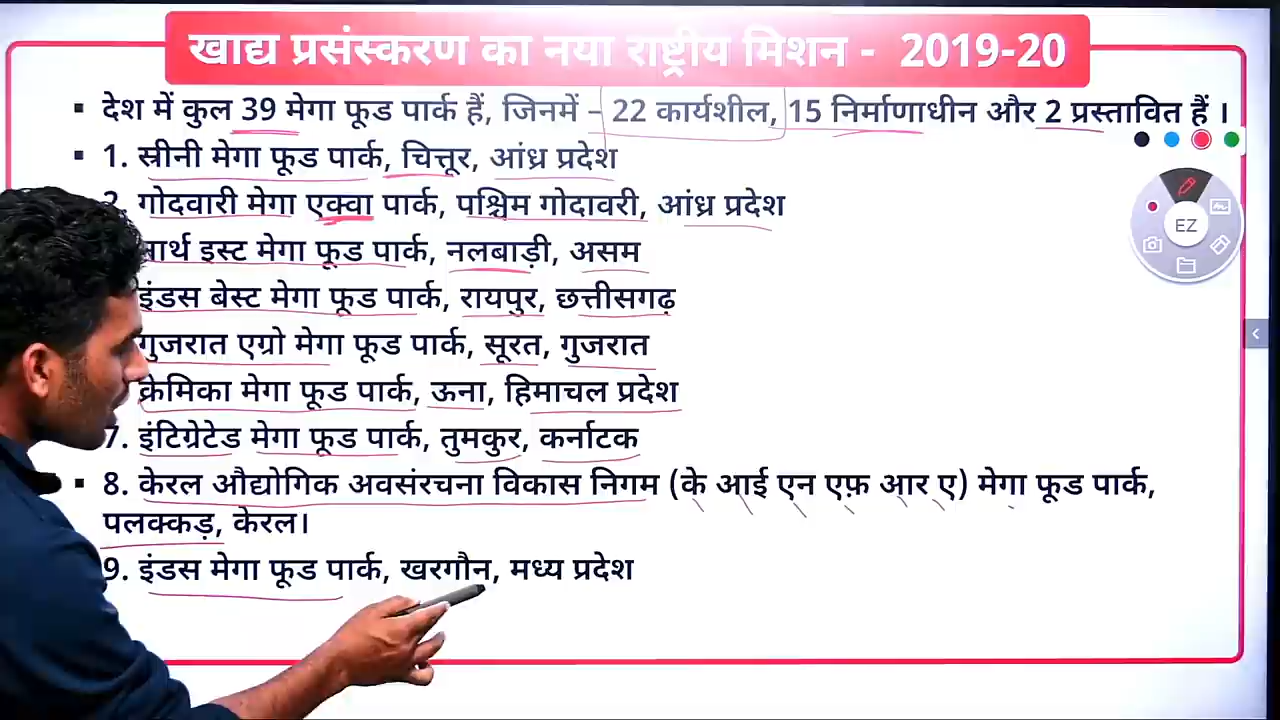 खाद्य प्रसंस्करण का नया राष्ट्रीय मिशन - 2019-20
▪ देश में कुल 39 मेगा फूड पार्क हैं, जिनमें – 22 कार्यशील, 15 निर्माणाधीन और 2 प्रस्तावित हैं ।
▪ 1. स्रीनी मेगा फूड पार्क, चित्तूर, आंध्र प्रदेश
2. गोदवारी मेगा एक्वा पार्क, पश्चिम गोदावरी, आंध्र प्रदेश
इस्ट मेगा फूड पार्क, नलबाड़ी, असम
इंडस बेस्ट मेगा फूड पार्क, रायपुर, छत्तीसगढ़
गुजरात एग्रो मेगा फूड पार्क, सूरत, गुजरात
क्रेमिका मेगा फूड पार्क, ऊना, हिमाचल प्रदेश
7. इंटिग्रेटेड मेगा फूड पार्क, तुमकुर, कर्नाटक
▪ 8. केरल औद्योगिक अवसंरचना विकास निगम (के आई एन एफ़ आर ए) मेगा फूड पार्क,
पलक्कड़, केरल।
9. इंडस मेगा फूड पार्क, खरगौन, मध्य प्रदेश
EZ